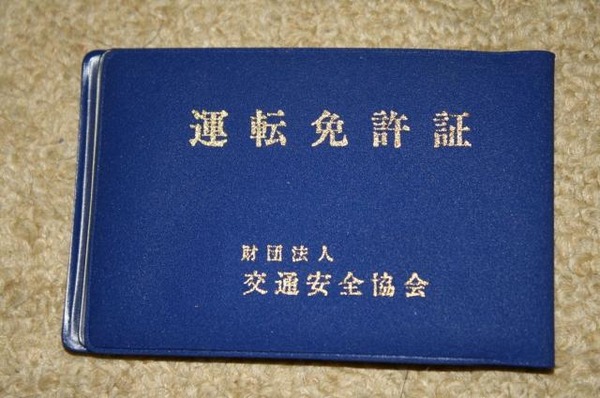 運転免許証
財団法人
交通安全協会